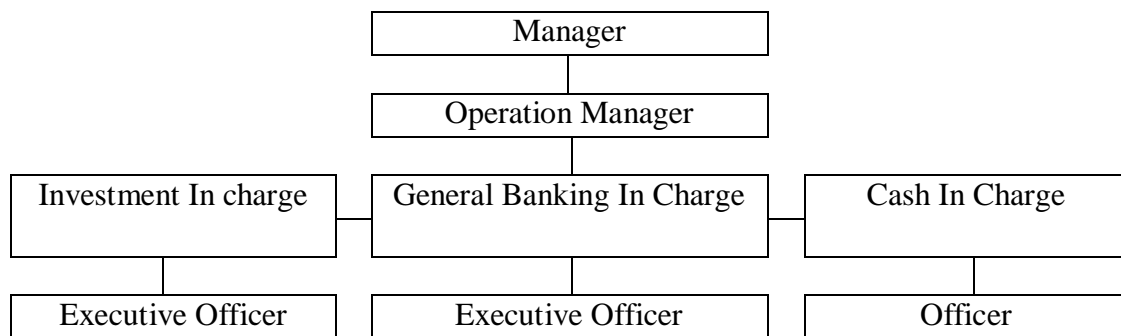 Manager
Operation Manager
Investment In charge
General Banking In Charge
Cash In Charge
Executive Officer
Executive Officer
Officer